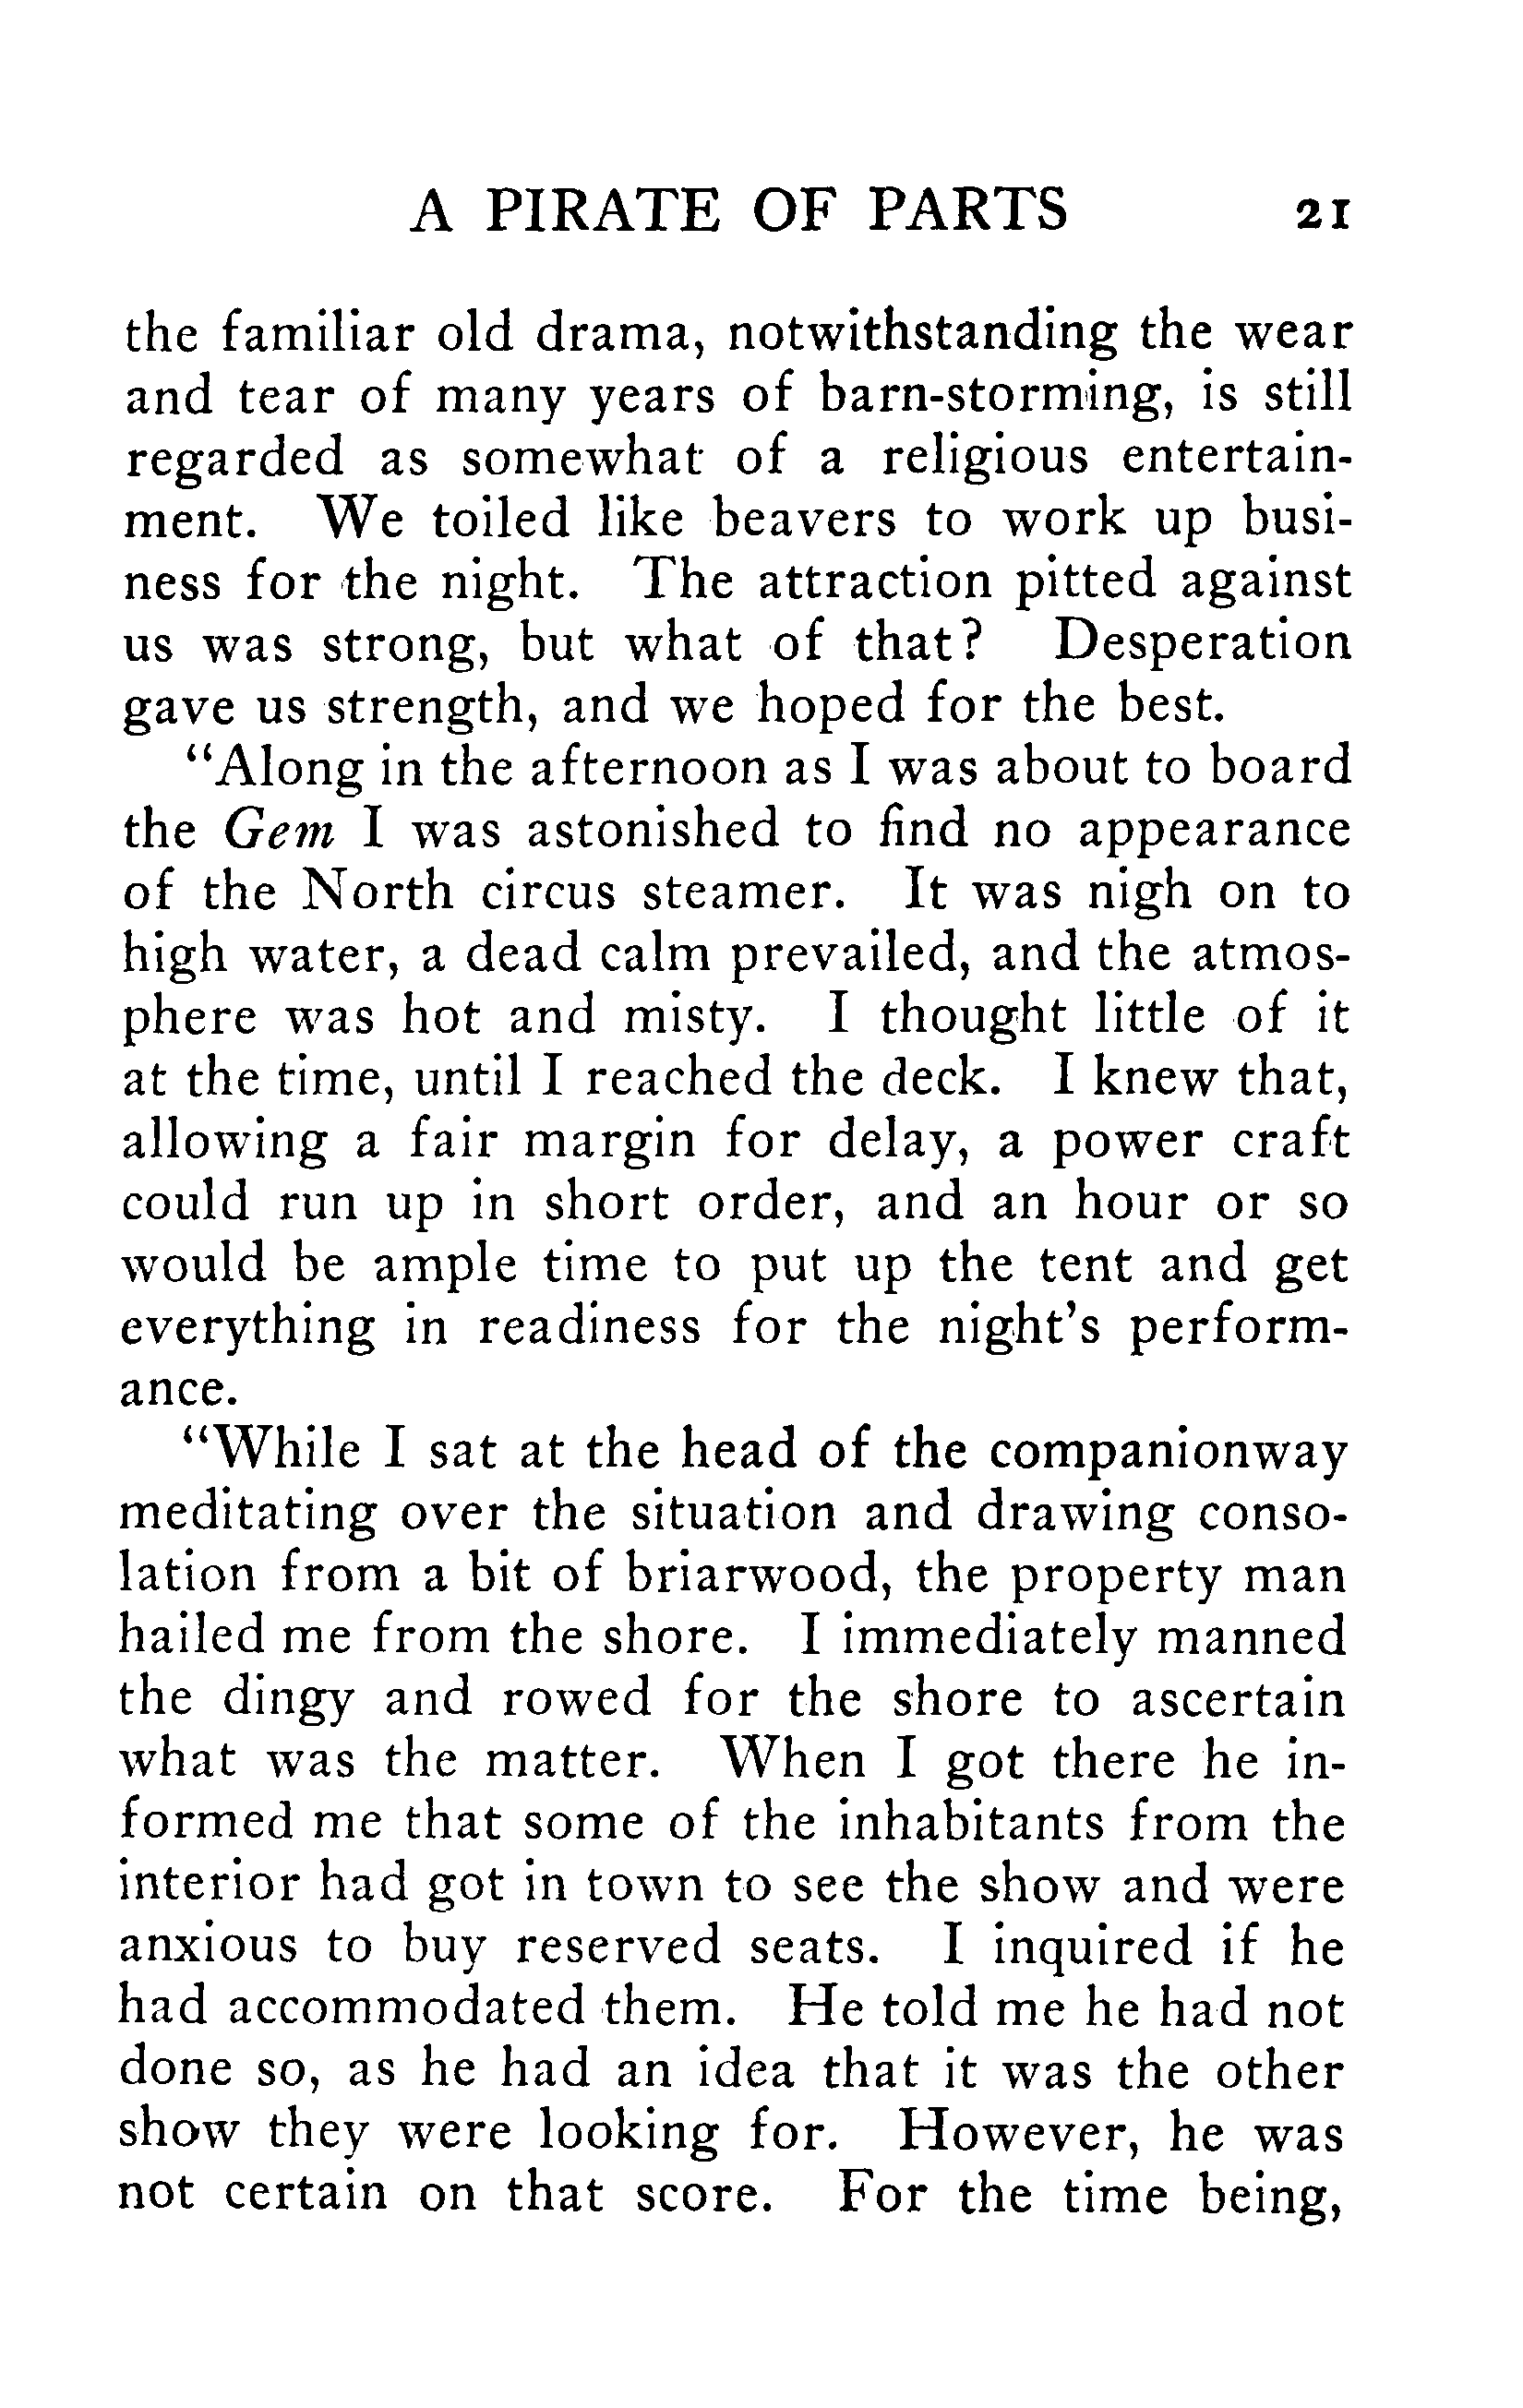 A PIRATE OF PARTS 21
the familiar old drama, notwithstanding the wear
and tear of many years of barn-storming, is still
regarded as somewhat of a religious entertain-
ment. We toiled like beavers to work up busi-
ness for the night. The attraction pitted against
us was strong, but what of that? Desperation
gave us strength, and we hoped for the best.
“Along in the afternoon as I was about to board
the Gem I was astonished to find no appearance
of the North circus steamer. It was nigh on to
high water, a dead calm prevailed, and the atmos-
phere was hot and misty. I thought little of it
at the time, until I reached the deck. I knew that,
allowing a fair margin for delay, a power craft
could run up in short order, and an hour or so
would be ample time to put up the tent and get
everything in readiness for the night’s perform-
ance.
“While I sat at the head of the companionway
meditating over the situation and drawing conso-
lation from a bit of briarwood, the property man
hailed me from the shore. I immediately manned
the dingy and rowed for the shore to ascertain
what was the matter. When I got there he in-
formed me that some of the inhabitants from the
interior had got in town to see the show and were
anxious to buy reserved seats. I inquired if he
had accommodated them. He told me he had not
done so, as he had an idea that it was the other
show they were looking for. However, he was
not certain on that score. For the time being,